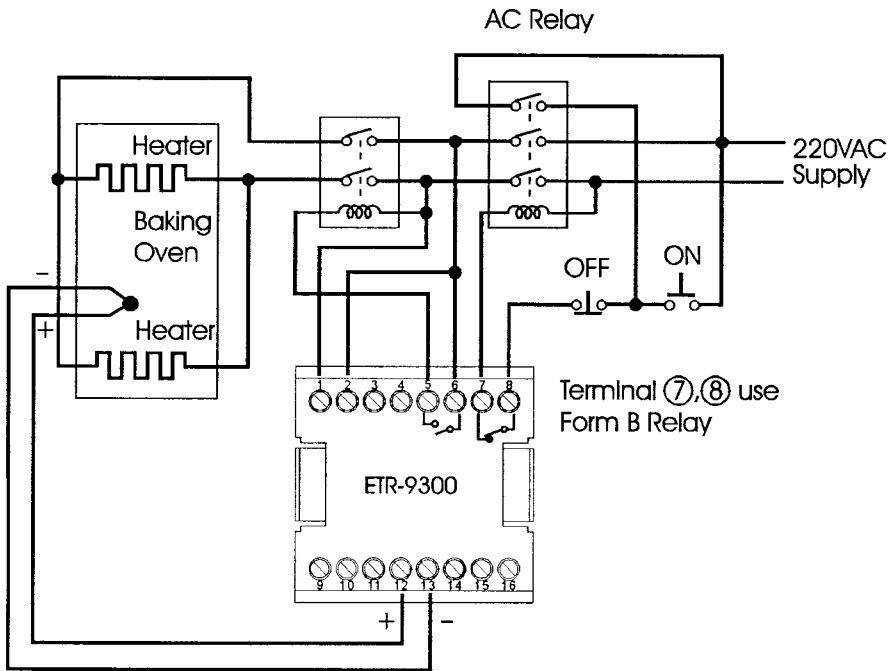 AC Relay
Heater
220VAC
Supply
Baking
Oven
OFF
ON
−
+
Heater
1 2 3 4 5 6 7 8
Terminal ⑦,⑧ use
Form B Relay
ETR-9300
9 10 11 12 13 14 15 16
+ −